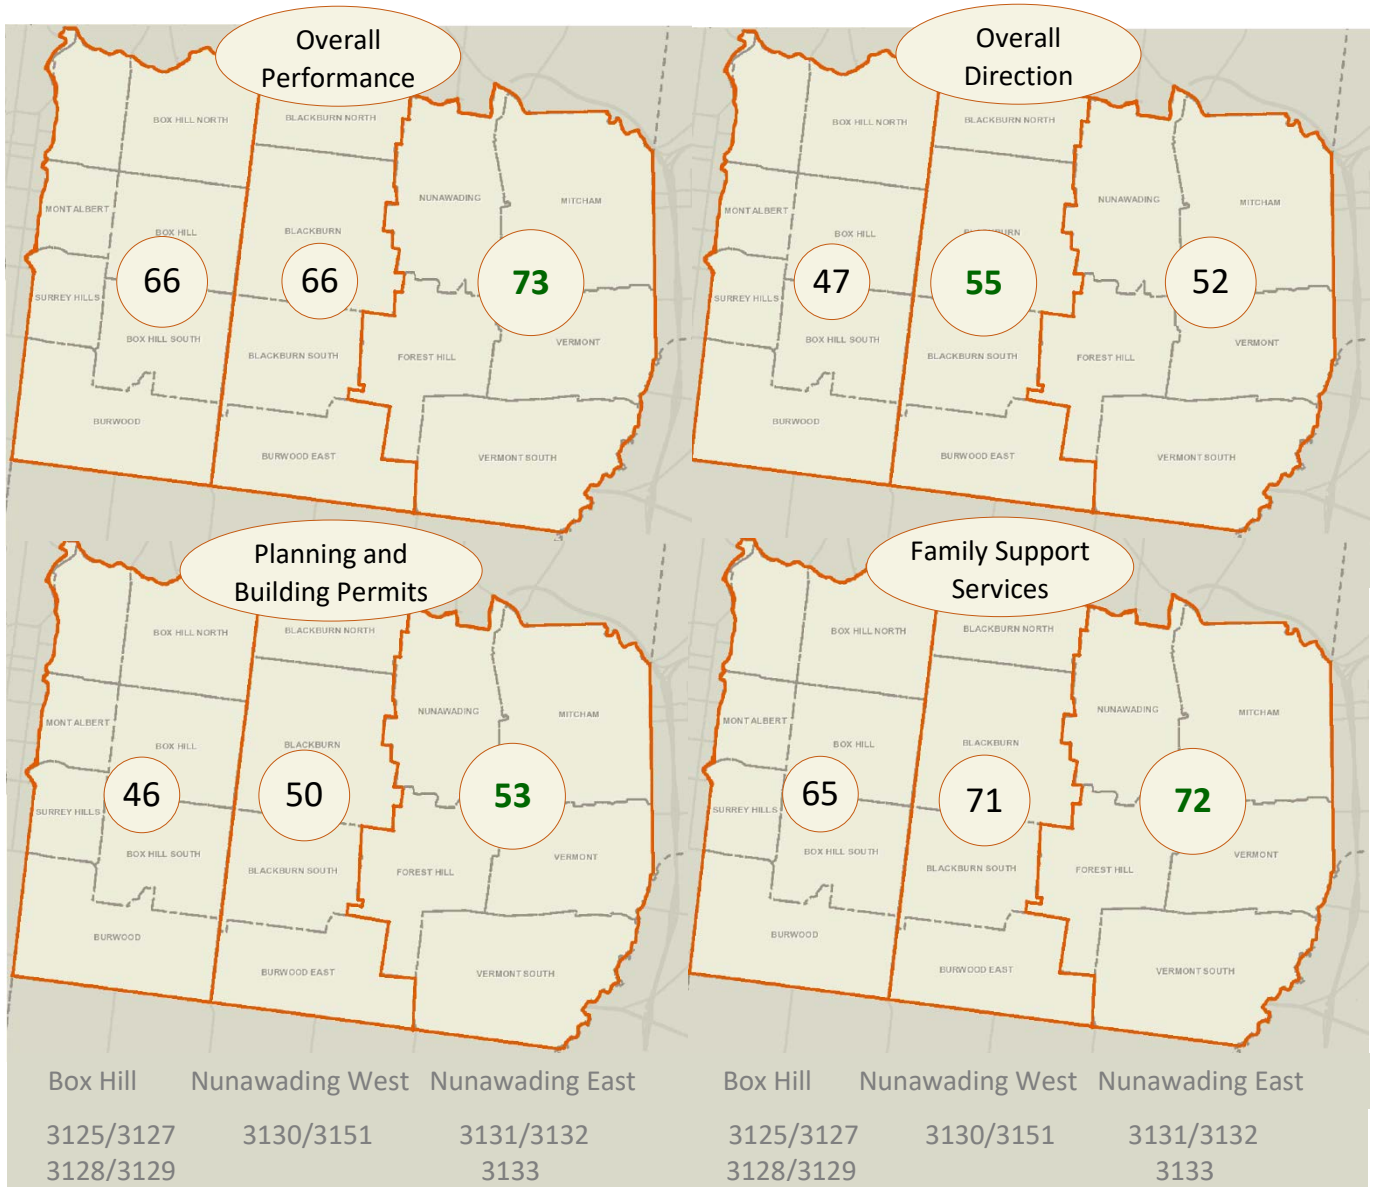 Overall
Performance
BOX HILL NORTH
BLACKBURN NORTH
NUNAWADING
MITCHAM
MONT ALBERT
BOX HILL
BLACKBURN
66
66
73
SURREY HILLS
BOX HILL SOUTH
BLACKBURN SOUTH
FOREST HILL
VERMONT
BURWOOD
BURWOOD EAST
VERMONT SOUTH
Overall
Direction
BOX HILL NORTH
BLACKBURN NORTH
NUNAWADING
MITCHAM
MONT ALBERT
BOX HILL
URN
47
55
52
SURREY HILLS
BOX HILL SOUTH
BLACKBURN SOUTH
FOREST HILL
VERMONT
BURWOOD
BURWOOD EAST
VERMONT SOUTH
Planning and
Building Permits
BOX HILL NORTH
BLACKBURN NORTH
NUNAWADING
MITCHAM
MONT ALBERT
BOX HILL
BLACKBURN
46
50
53
SURREY HILLS
BOX HILL SOUTH
BLACKBURN SOUTH
FOREST HILL
VERMONT
BURWOOD
BURWOOD EAST
VERMONT SOUTH
Family Support
Services
BOX HILL NORTH
BLACKBURN NORTH
NUNAWADING
MITCHAM
MONT ALBERT
BOX HILL
BLACKBURN
65
71
72
SURREY HILLS
BOX HILL SOUTH
BLACKBURN SOUTH
FOREST HILL
VERMONT
BURWOOD
BURWOOD EAST
VERMONT SOUTH
Box Hill Nunawading West Nunawading East
3125/3127 3130/3151 3131/3132
3128/3129 3133
Box Hill Nunawading West Nunawading East
3125/3127 3130/3151 3131/3132
3128/3129 3133